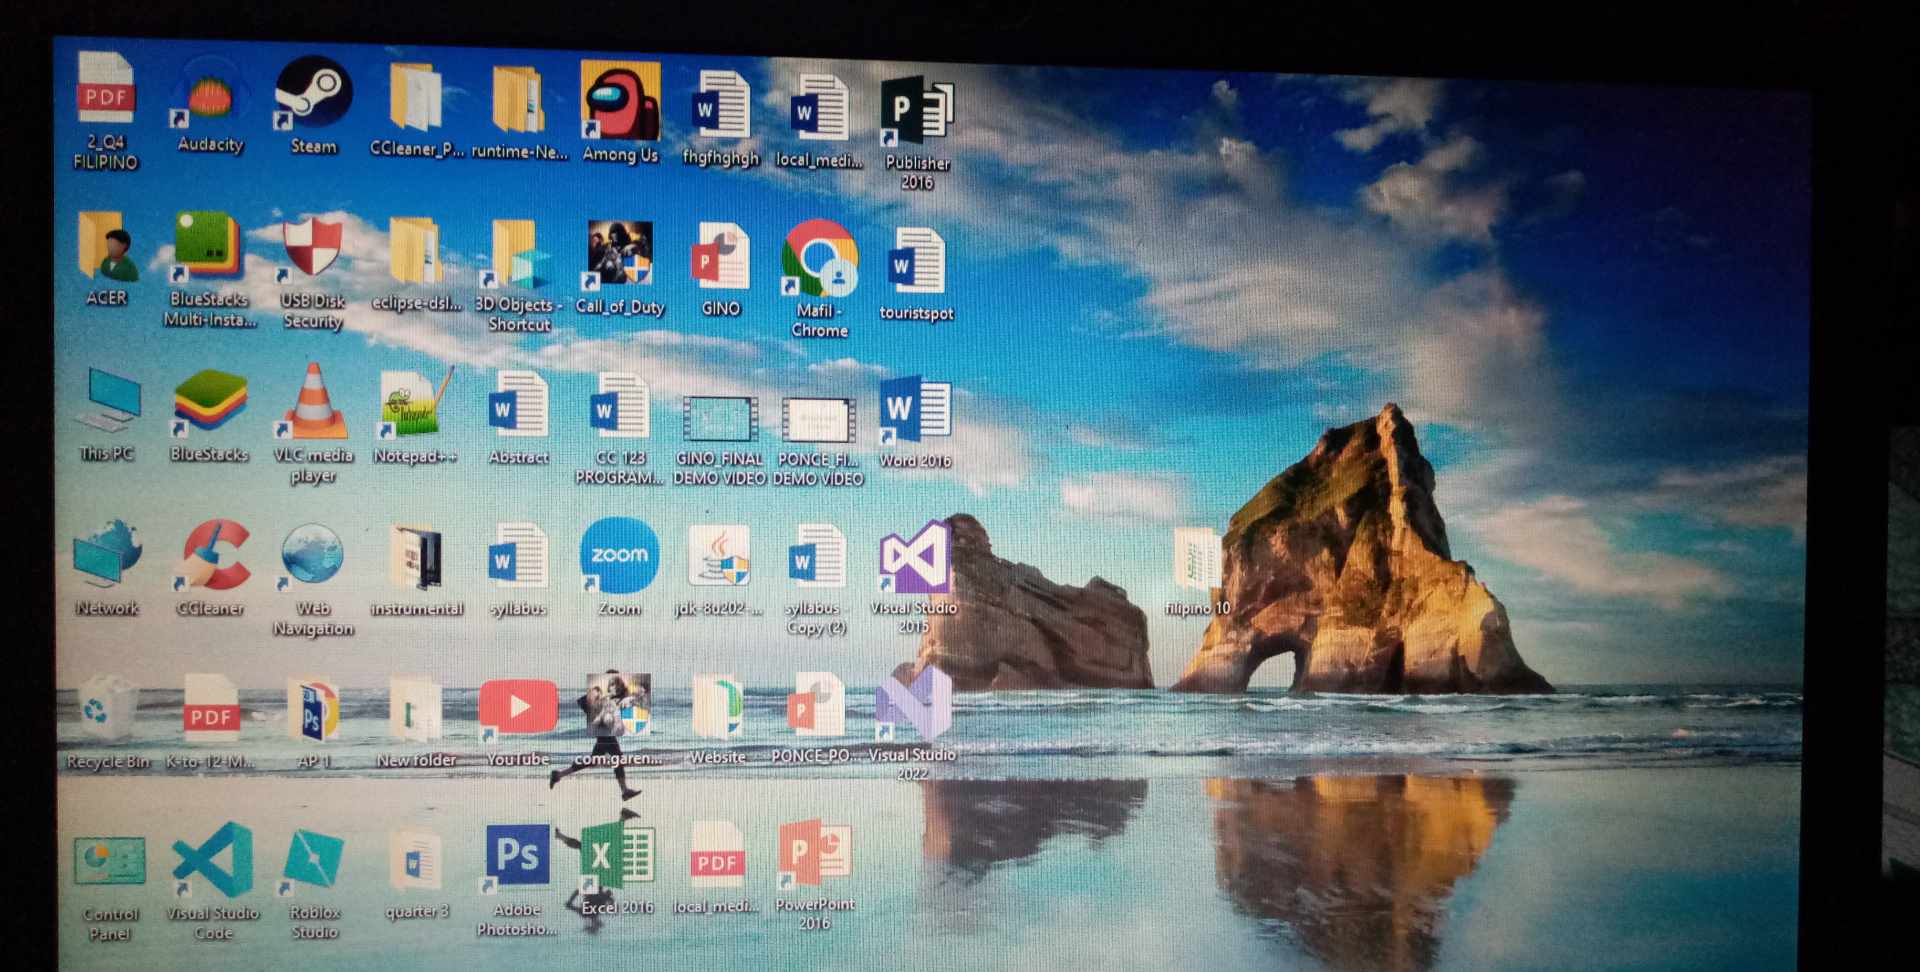 PDF
2_Q4
FILIPINO
Audacity
Steam
CCleaner_P...
runtime-Ne...
Among Us
W
fhgfhghgh
W
local_medi...
P
Publisher
2016
ACER
BlueStacks
Multi-Insta...
USB Disk
Security
eclipse-dsl...
3D Objects -
Shortcut
Call_of_Duty
P
GINO
Mafil -
Chrome
W
touristspot
This PC
BlueStacks
VLC media
player
Notepad++
W
Abstract
W
CC 123
PROGRAM...
GINO_FINAL
DEMO VIDEO
PONCE_FI...
DEMO VIDEO
W
Word 2016
Network
CCleaner
Web
Navigation
instrumental
W
syllabus
zoom
Zoom
jdk-8u202-...
W
syllabus -
Copy (2)
Visual Studio
2015
filipino 10
Recycle Bin
PDF
K-to-12-M...
Ps
AP 1
New folder
YouTube
com.garen...
Website
P
PONCE_PO...
Visual Studio
2022
Control
Panel
Visual Studio
Code
Roblox
Studio
W
quarter 3
Ps
Adobe
Photosho...
X
Excel 2016
PDF
local_medi...
P
PowerPoint
2016